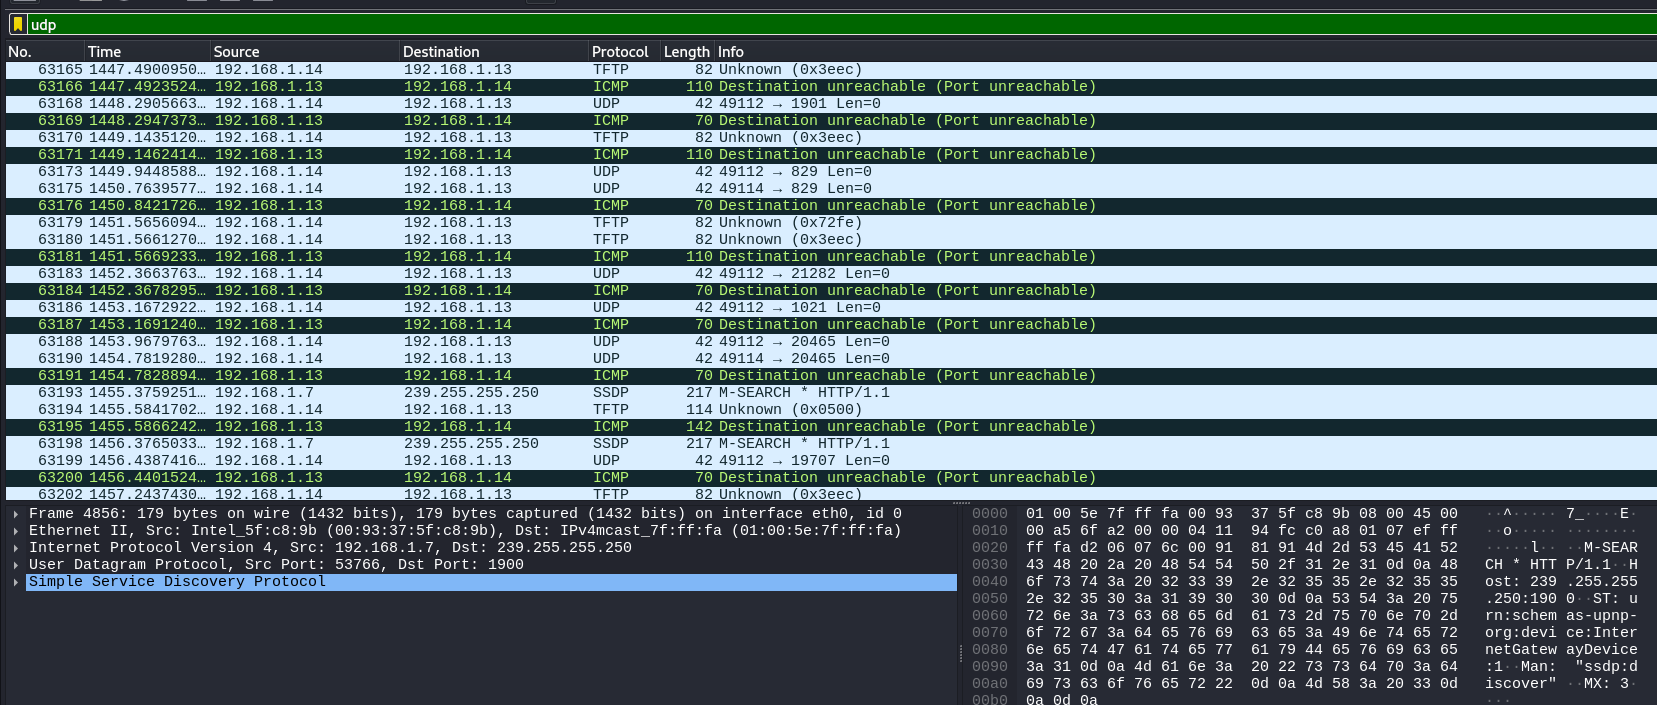 udp
No. Time Source Destination Protocol Length Info
63165 1447.4900950… 192.168.1.14 192.168.1.13 TFTP 82 Unknown (0x3eec)
63166 1447.4923524… 192.168.1.13 192.168.1.14 ICMP 110 Destination unreachable (Port unreachable)
63168 1448.2905663… 192.168.1.14 192.168.1.13 UDP 42 49112 → 1901 Len=0
63169 1448.2947373… 192.168.1.13 192.168.1.14 ICMP 70 Destination unreachable (Port unreachable)
63170 1449.1435120… 192.168.1.14 192.168.1.13 TFTP 82 Unknown (0x3eec)
63171 1449.1462414… 192.168.1.13 192.168.1.14 ICMP 110 Destination unreachable (Port unreachable)
63173 1449.9448588… 192.168.1.14 192.168.1.13 UDP 42 49112 → 829 Len=0
63175 1450.7639577… 192.168.1.14 192.168.1.13 UDP 42 49114 → 829 Len=0
63176 1450.8421726… 192.168.1.13 192.168.1.14 ICMP 70 Destination unreachable (Port unreachable)
63179 1451.5656094… 192.168.1.14 192.168.1.13 TFTP 82 Unknown (0x72fe)
63180 1451.5661270… 192.168.1.14 192.168.1.13 TFTP 82 Unknown (0x3eec)
63181 1451.5669233… 192.168.1.13 192.168.1.14 ICMP 110 Destination unreachable (Port unreachable)
63183 1452.3663763… 192.168.1.14 192.168.1.13 UDP 42 49112 → 21282 Len=0
63184 1452.3678295… 192.168.1.13 192.168.1.14 ICMP 70 Destination unreachable (Port unreachable)
63186 1453.1672922… 192.168.1.14 192.168.1.13 UDP 42 49112 → 1021 Len=0
63187 1453.1691240… 192.168.1.13 192.168.1.14 ICMP 70 Destination unreachable (Port unreachable)
63188 1453.9679763… 192.168.1.14 192.168.1.13 UDP 42 49112 → 20465 Len=0
63190 1454.7819280… 192.168.1.14 192.168.1.13 UDP 42 49114 → 20465 Len=0
63191 1454.7828894… 192.168.1.13 192.168.1.14 ICMP 70 Destination unreachable (Port unreachable)
63193 1455.3759251… 192.168.1.7 239.255.255.250 SSDP 217 M-SEARCH * HTTP/1.1
63194 1455.5841702… 192.168.1.14 192.168.1.13 TFTP 114 Unknown (0x0500)
63195 1455.5866242… 192.168.1.13 192.168.1.14 ICMP 142 Destination unreachable (Port unreachable)
63198 1456.3765033… 192.168.1.7 239.255.255.250 SSDP 217 M-SEARCH * HTTP/1.1
63199 1456.4387416… 192.168.1.14 192.168.1.13 UDP 42 49112 → 19707 Len=0
63200 1456.4401524… 192.168.1.13 192.168.1.14 ICMP 70 Destination unreachable (Port unreachable)
63202 1457.2437430… 192.168.1.14 192.168.1.13 TFTP 82 Unknown (0x3eec)
Frame 4856: 179 bytes on wire (1432 bits), 179 bytes captured (1432 bits) on interface eth0, id 0
Ethernet II, Src: Intel_5f:c8:9b (00:93:37:5f:c8:9b), Dst: IPv4mcast_7f:ff:fa (01:00:5e:7f:ff:fa)
Internet Protocol Version 4, Src: 192.168.1.7, Dst: 239.255.255.250
User Datagram Protocol, Src Port: 53766, Dst Port: 1900
Simple Service Discovery Protocol
0000 01 00 5e 7f ff fa 00 93 37 5f c8 9b 08 00 45 00 ··^····· 7_····E·
0010 00 a5 6f a2 00 00 04 11 94 fc c0 a8 01 07 ef ff ··o····· ········
0020 ff fa d2 06 07 6c 00 91 81 91 4d 2d 53 45 41 52 ·····l·· ··M-SEAR
0030 43 48 20 2a 20 48 54 54 50 2f 31 2e 31 0d 0a 48 CH * HTT P/1.1··H
0040 6f 73 74 3a 20 32 33 39 2e 32 35 35 2e 32 35 35 ost: 239 .255.255
0050 2e 32 35 30 3a 31 39 30 30 0d 0a 53 54 3a 20 75 .250:190 0··ST: u
0060 72 6e 3a 73 63 68 65 6d 61 73 2d 75 70 6e 70 2d rn:schem as-upnp-
0070 6f 72 67 3a 64 65 76 69 63 65 3a 49 6e 74 65 72 org:devi ce:Inter
0080 6e 65 74 47 61 74 65 77 61 79 44 65 76 69 63 65 netGatew ayDevice
0090 3a 31 0d 0a 4d 61 6e 3a 20 22 73 73 64 70 3a 64 :1··Man:  "ssdp:d
00a0 69 73 63 6f 76 65 72 22 0d 0a 4d 58 3a 20 33 0d iscover" ··MX: 3·
00b0 0a 0d 0a ···